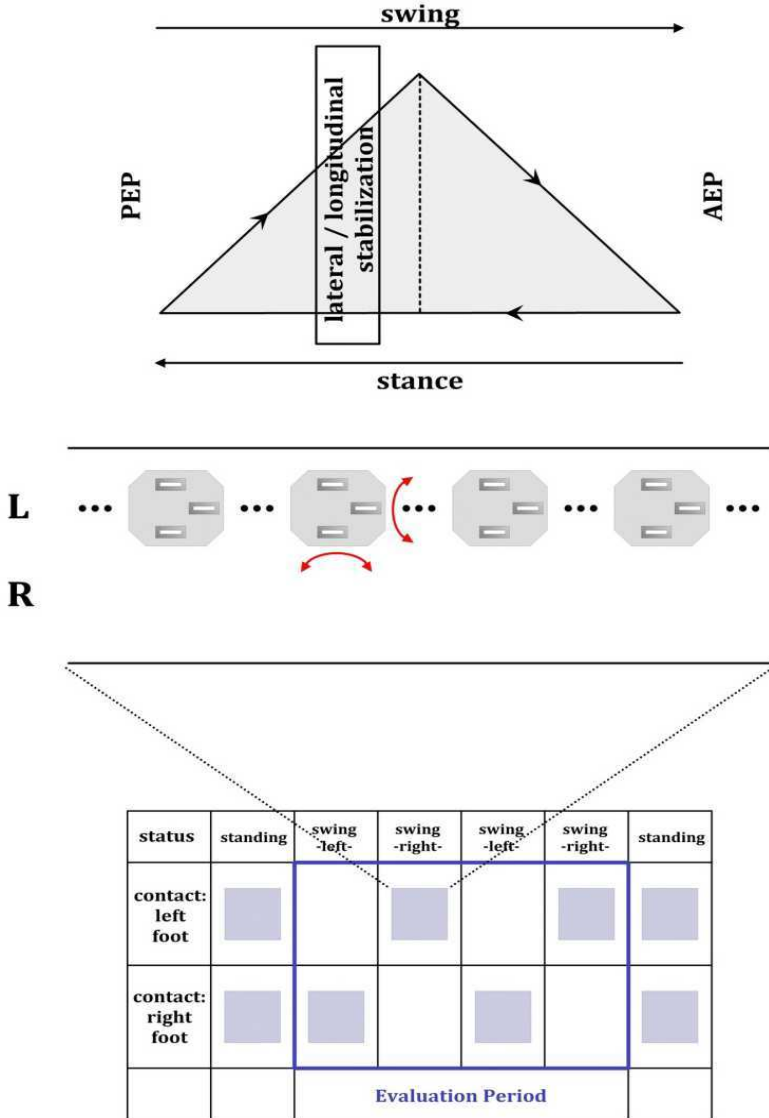 swing
PEP
lateral / longitudinal
stabilization
AEP
stance
L
R
status
standing
swing
-left-
swing
-right-
swing
-left-
swing
-right-
standing
contact:
left
foot
contact:
right
foot
Evaluation Period